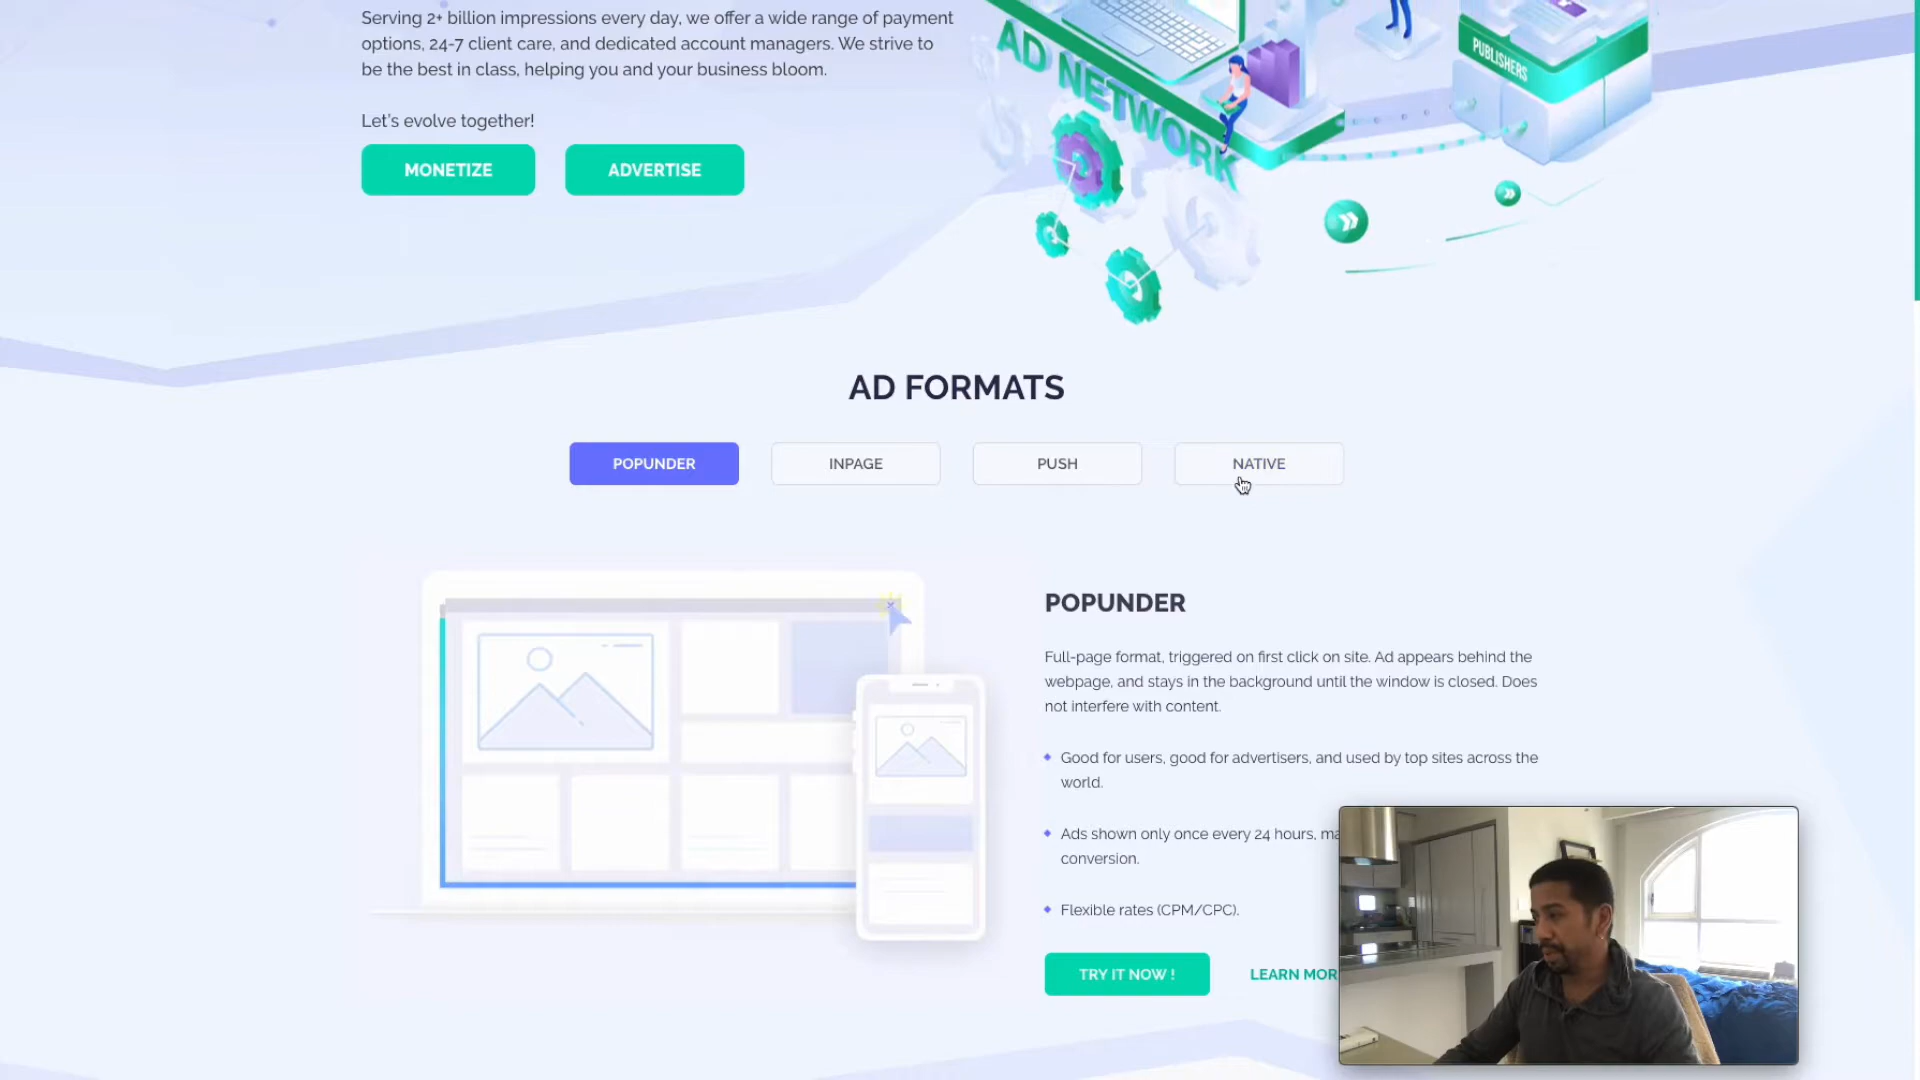 Serving 2+ billion impressions every day, we offer a wide range of payment
options, 24-7 client care, and dedicated account managers. We strive to
be the best in class, helping you and your business bloom.
Let's evolve together!
MONETIZE
ADVERTISE
AD NETWORK
PUBLISHERS
AD FORMATS
POPUNDER
INPAGE
PUSH
NATIVE
POPUNDER
Full-page format, triggered on first click on site. Ad appears behind the
webpage, and stays in the background until the window is closed. Does
not interfere with content.
Good for users, good for advertisers, and used by top sites across the
world.
Ads shown only once every 24 hours, ma
conversion.
Flexible rates (CPM/CPC).
TRY IT NOW !
LEARN MOR